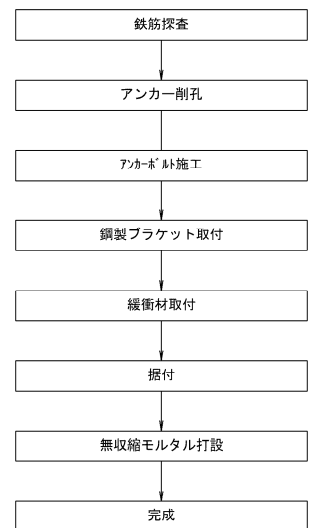 鉄筋探査
アンカー削孔
ｱﾝｶｰﾎﾞﾙﾄ施工
鋼製ブラケット取付
緩衝材取付
据付
無収縮モルタル打設
完成